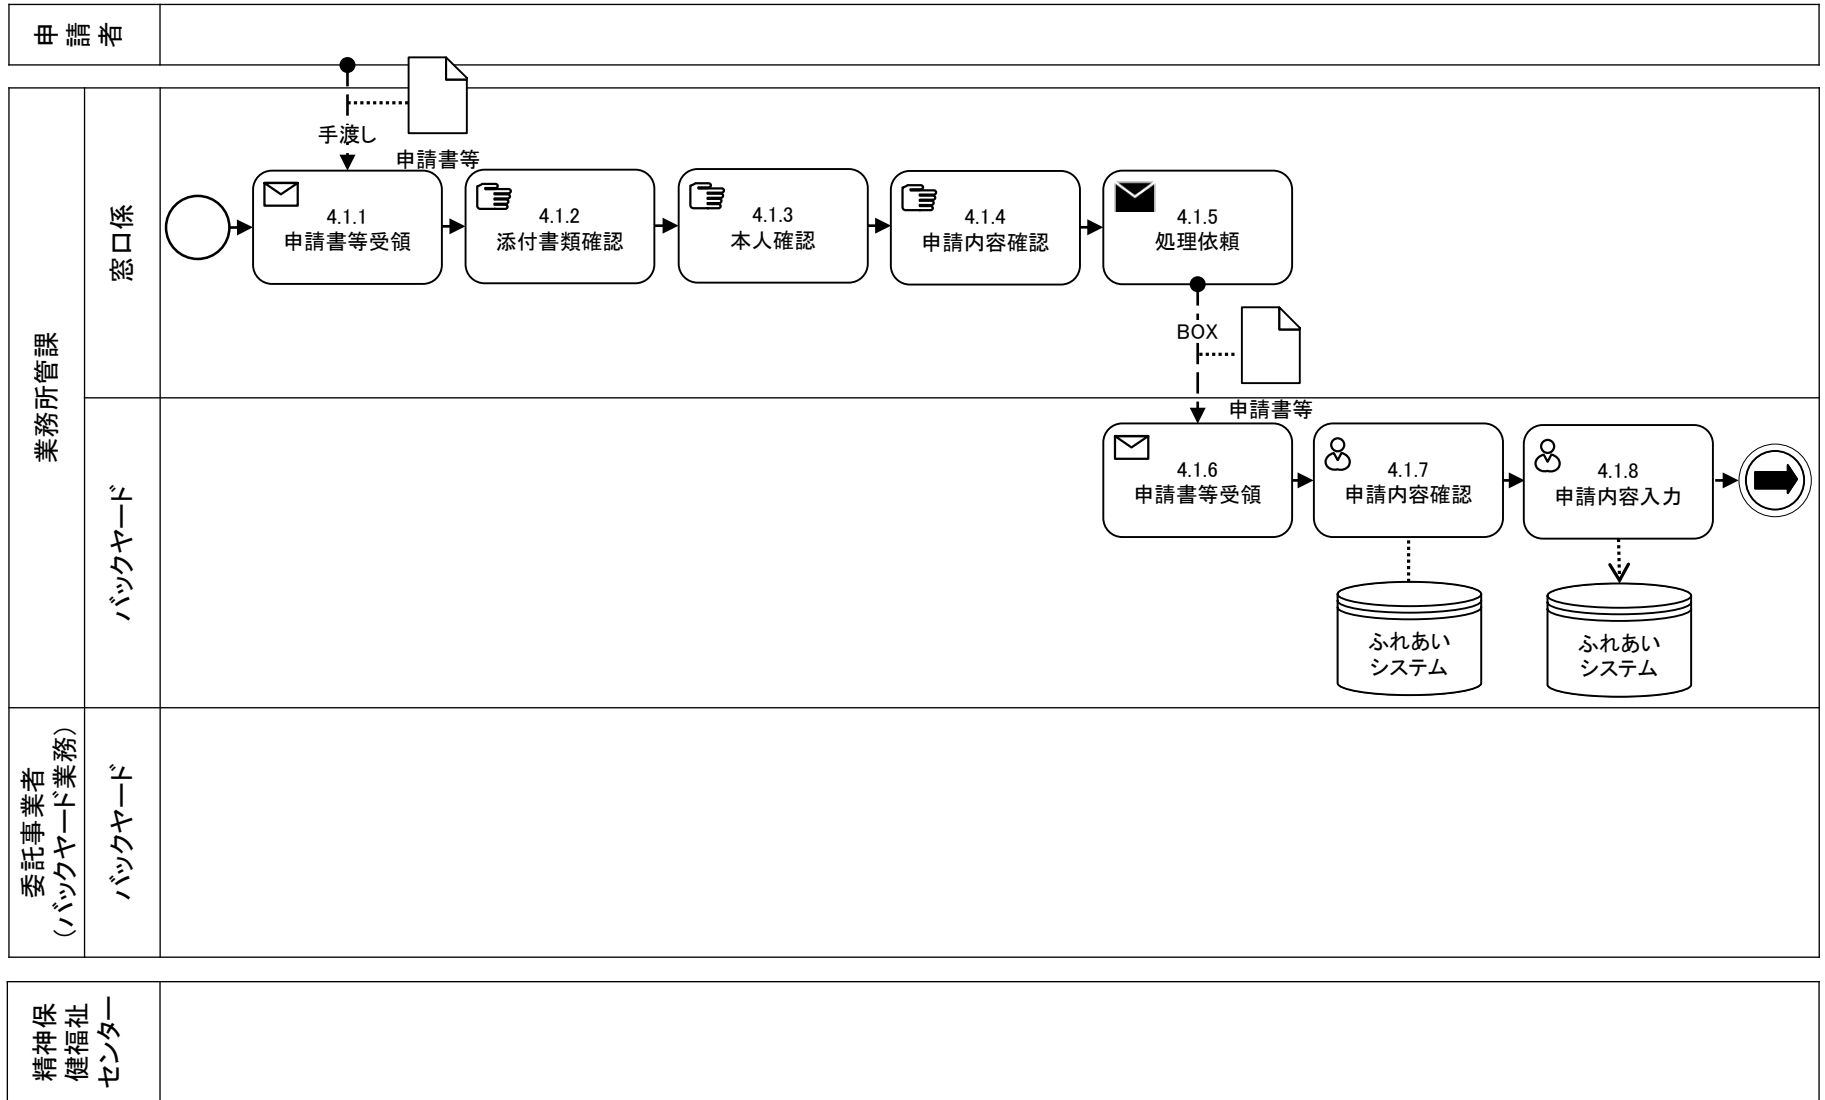 申請者
手渡し
申請書等
業務所管課
窓口係
4.1.1
申請書等受領
4.1.2
添付書類確認
4.1.3
本人確認
4.1.4
申請内容確認
4.1.5
処理依頼
BOX
申請書等
バックヤード
4.1.6
申請書等受領
4.1.7
申請内容確認
4.1.8
申請内容入力
ふれあい
システム
ふれあい
システム
委託事業者
（バックヤード業務）
バックヤード
精神保
健福祉
センター